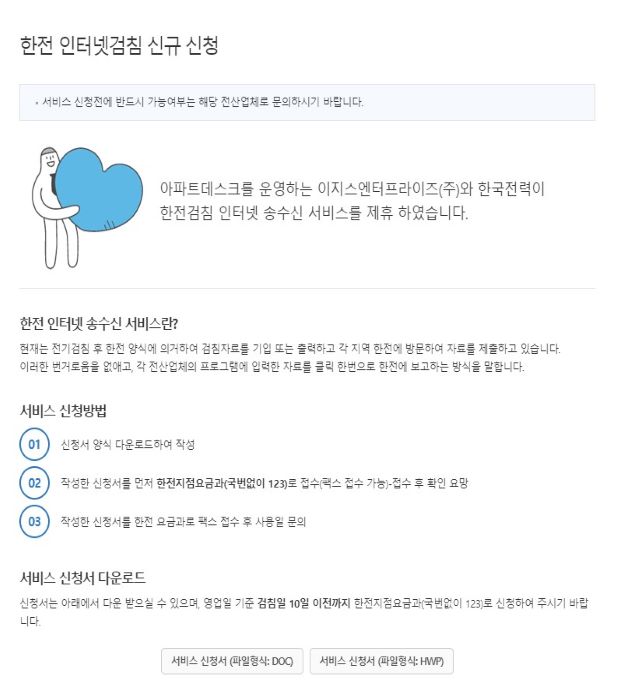 한전 인터넷검침 신규 신청
• 서비스 신청전에 반드시 가능여부는 해당 전산업체로 문의하시기 바랍니다.
아파트데스크를 운영하는 이지스엔터프라이즈(주)와 한국전력이
한전검침 인터넷 송수신 서비스를 제휴 하였습니다.
한전 인터넷 송수신 서비스란?
현재는 전기검침 후 한전 양식에 의거하여 검침자료를 기입 또는 출력하고 각 지역 한전에 방문하여 자료를 제출하고 있습니다.
이러한 번거로움을 없애고, 각 전산업체의 프로그램에 입력한 자료를 클릭 한번으로 한전에 보고하는 방식을 말합니다.
서비스 신청방법
01 신청서 양식 다운로드하여 작성
02 작성한 신청서를 먼저 한전지점요금과(국번없이 123)로 접수(팩스 접수 가능)-접수 후 확인 요망
03 작성한 신청서를 한전 요금과로 팩스 접수 후 사용일 문의
서비스 신청서 다운로드
신청서는 아래에서 다운 받으실 수 있으며, 영업일 기준 검침일 10일 이전까지 한전지점요금과(국번없이 123)로 신청하여 주시기 바랍
니다.
서비스 신청서 (파일형식: DOC) 서비스 신청서 (파일형식: HWP)